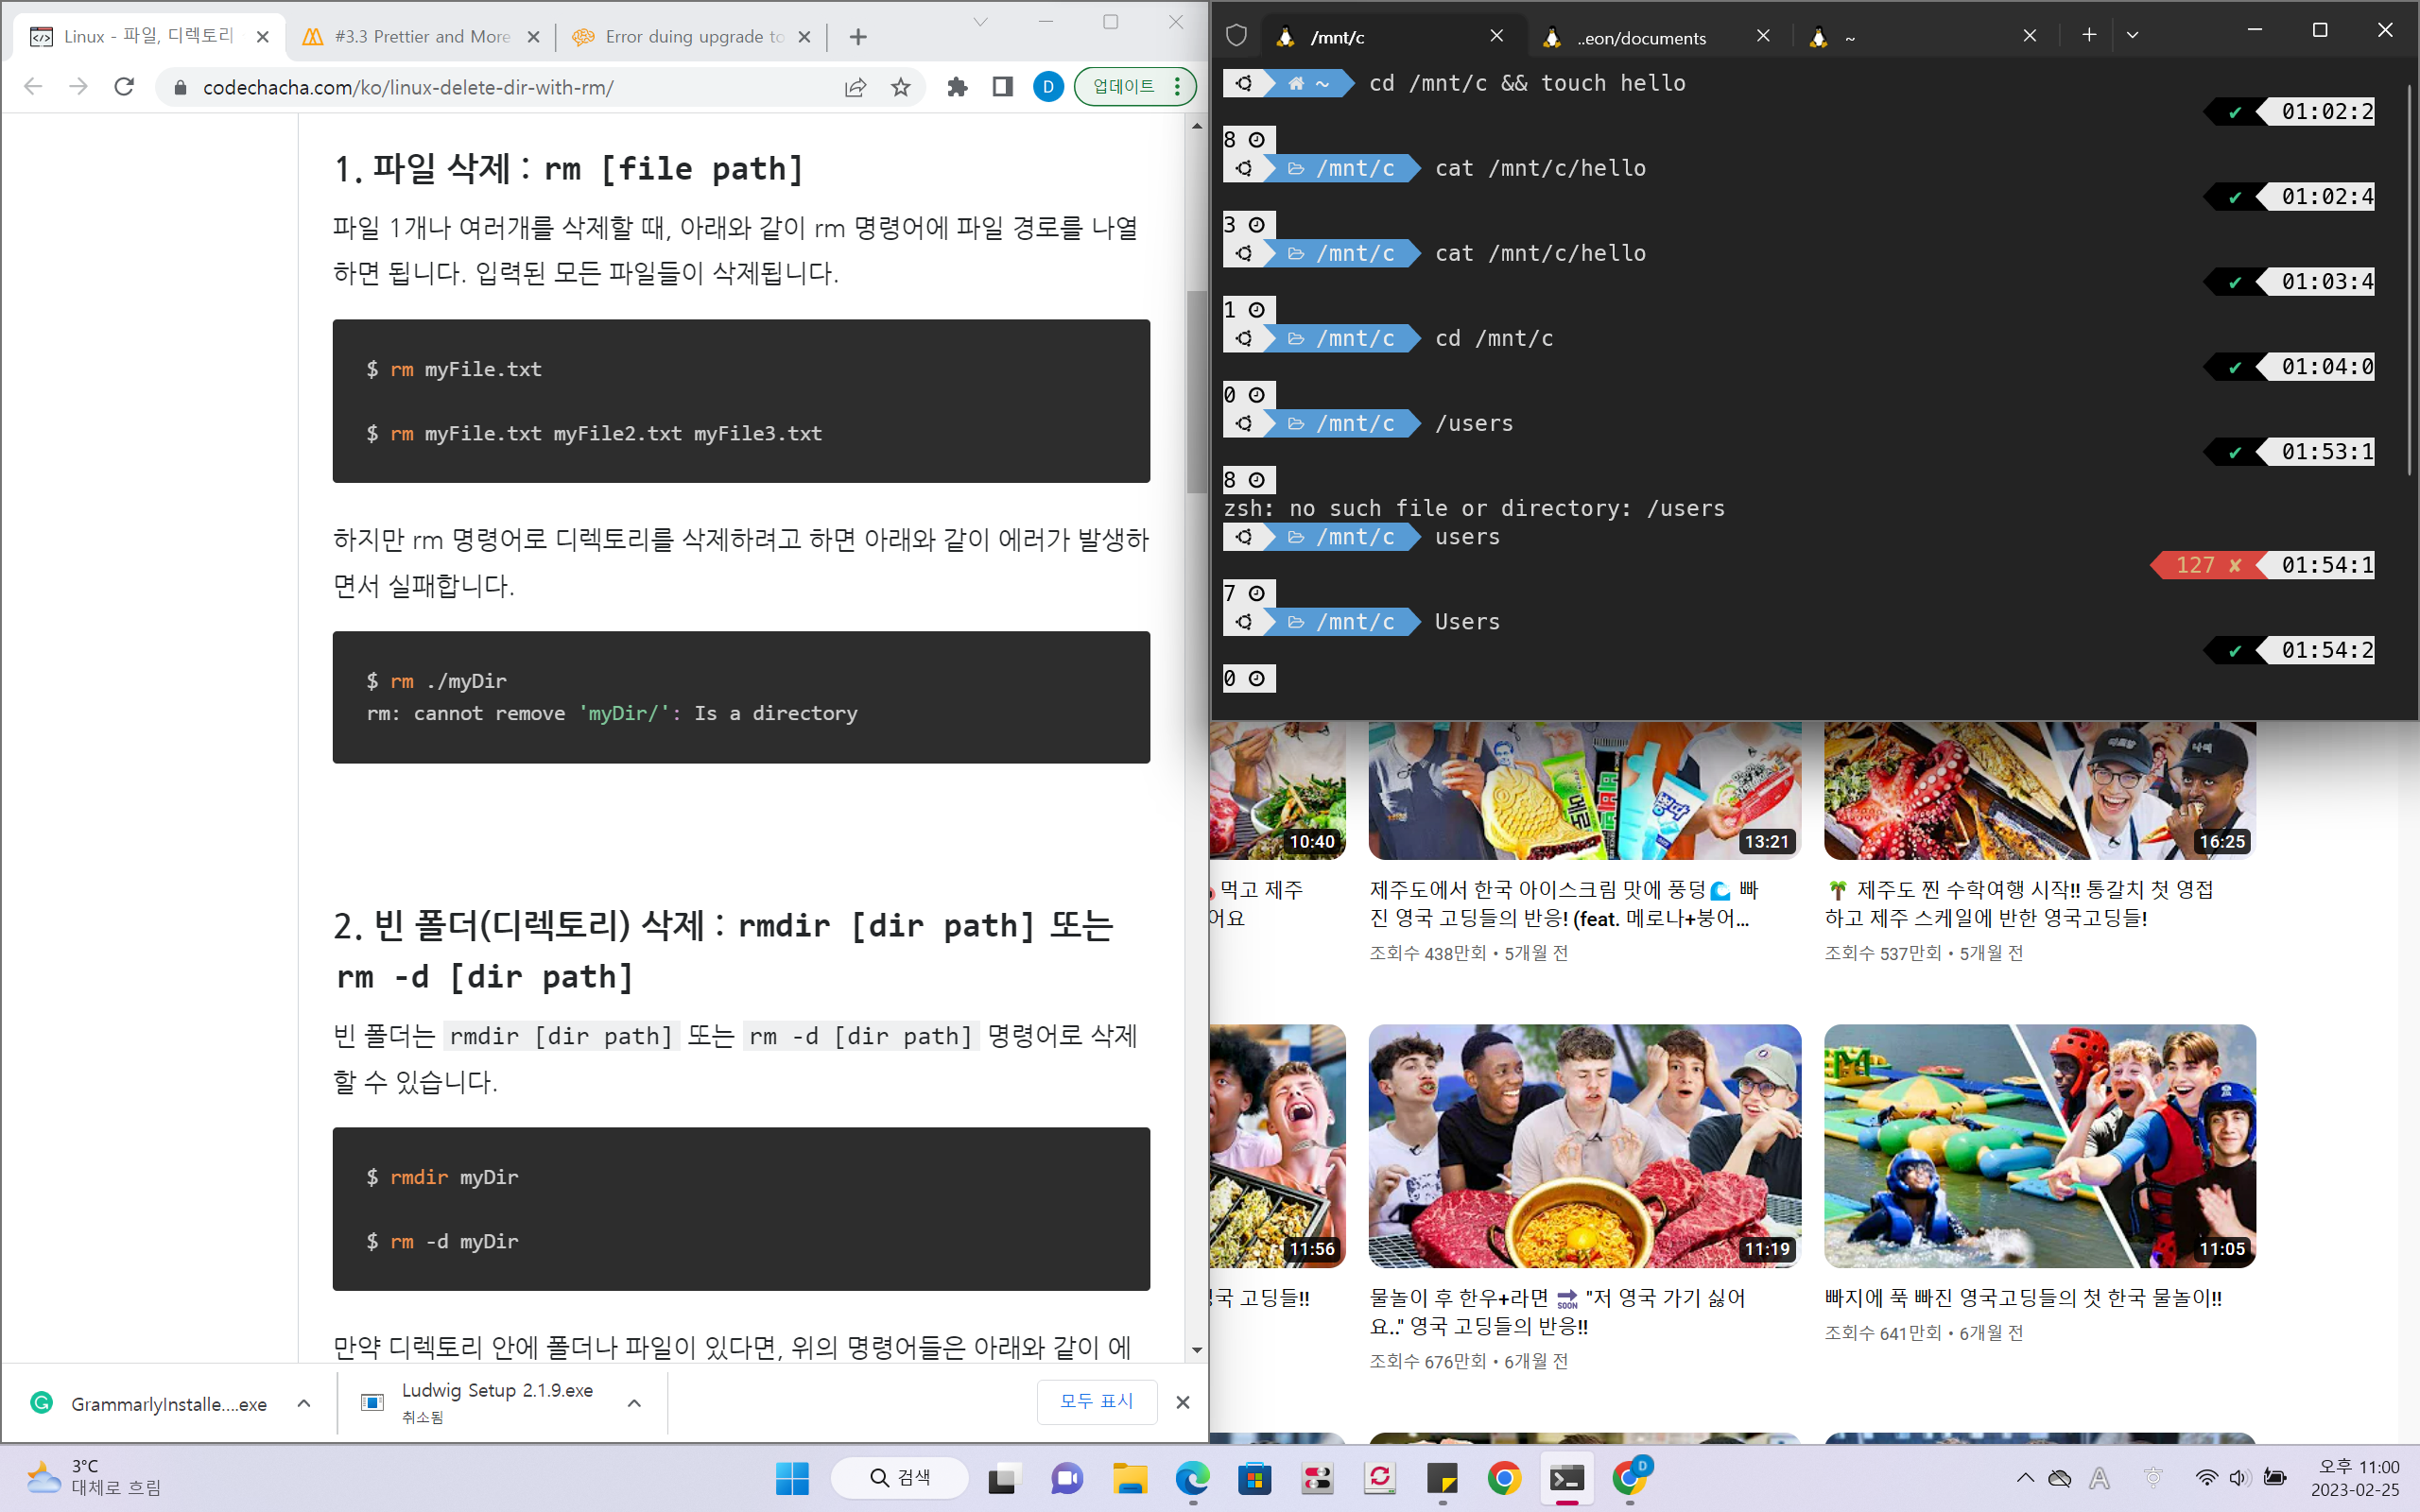 Linux - 파일, 디렉토리
#3.3 Prettier and More
Error duing upgrade to
codechacha.com/ko/linux-delete-dir-with-rm/
D
업데이트
1. 파일 삭제 : rm [file path]
파일 1개나 여러개를 삭제할 때, 아래와 같이 rm 명령어에 파일 경로를 나열
하면 됩니다. 입력된 모든 파일들이 삭제됩니다.
$ rm myFile.txt
$ rm myFile.txt myFile2.txt myFile3.txt
하지만 rm 명령어로 디렉토리를 삭제하려고 하면 아래와 같이 에러가 발생하
면서 실패합니다.
$ rm ./myDir
rm: cannot remove 'myDir/': Is a directory
2. 빈 폴더(디렉토리) 삭제 : rmdir [dir path] 또는
rm -d [dir path]
빈 폴더는 rmdir [dir path] 또는 rm -d [dir path] 명령어로 삭제
할 수 있습니다.
$ rmdir myDir
$ rm -d myDir
만약 디렉토리 안에 폴더나 파일이 있다면, 위의 명령어들은 아래와 같이 에
GrammarlyInstalle....exe
Ludwig Setup 2.1.9.exe
취소됨
모두 표시
/mnt/c
..eon/documents
~
~ cd /mnt/c && touch hello
✔ 01:02:2
8
/mnt/c cat /mnt/c/hello
✔ 01:02:4
3
/mnt/c cat /mnt/c/hello
✔ 01:03:4
1
/mnt/c cd /mnt/c
✔ 01:04:0
0
/mnt/c /users
✔ 01:53:1
8
zsh: no such file or directory: /users
/mnt/c users
127 ✘ 01:54:1
7
/mnt/c Users
✔ 01:54:2
0
10:40
13:21
16:25
먹고 제주
어요
제주도에서 한국 아이스크림 맛에 풍덩🌊 빠
진 영국 고딩들의 반응! (feat. 메로나+붕어...
조회수 438만회 • 5개월 전
🌴 제주도 찐 수학여행 시작!! 통갈치 첫 영접
하고 제주 스케일에 반한 영국고딩들!
조회수 537만회 • 5개월 전
11:56
11:19
11:05
국 고딩들!!
물놀이 후 한우+라면 🔜 "저 영국 가기 싫어
요.." 영국 고딩들의 반응!!
조회수 676만회 • 6개월 전
빠지에 푹 빠진 영국고딩들의 첫 한국 물놀이!!
조회수 641만회 • 6개월 전
3°C
대체로 흐림
검색
D
A
오후 11:00
2023-02-25